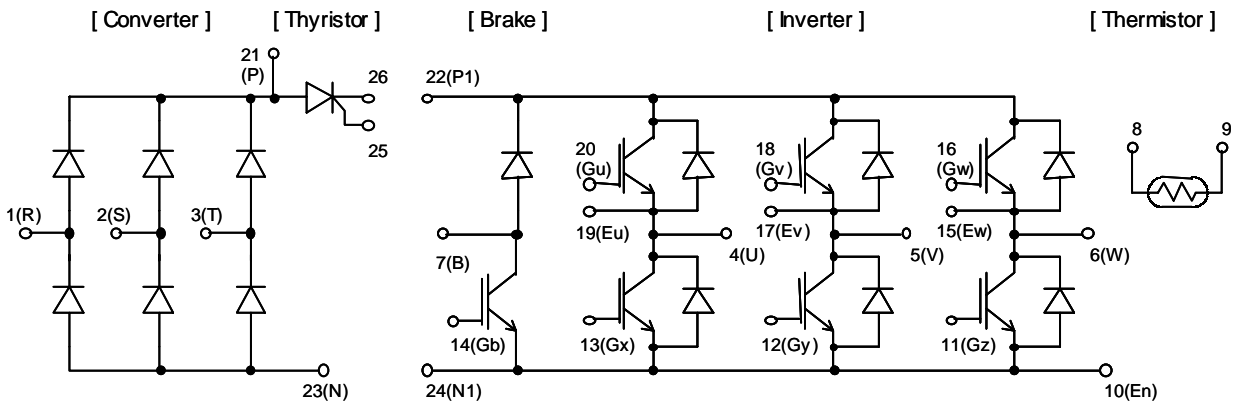 [ Converter ] [ Thyristor ] [ Brake ] [ Inverter ] [ Thermistor ]
21
(P)
26
25
22(P1)
20
(Gu)
18
(Gv)
16
(Gw)
8
9
1(R)
2(S)
3(T)
7(B)
19(Eu)
4(U)
17(Ev)
5(V)
15(Ew)
6(W)
14(Gb)
13(Gx)
12(Gy)
11(Gz)
23(N)
24(N1)
10(En)